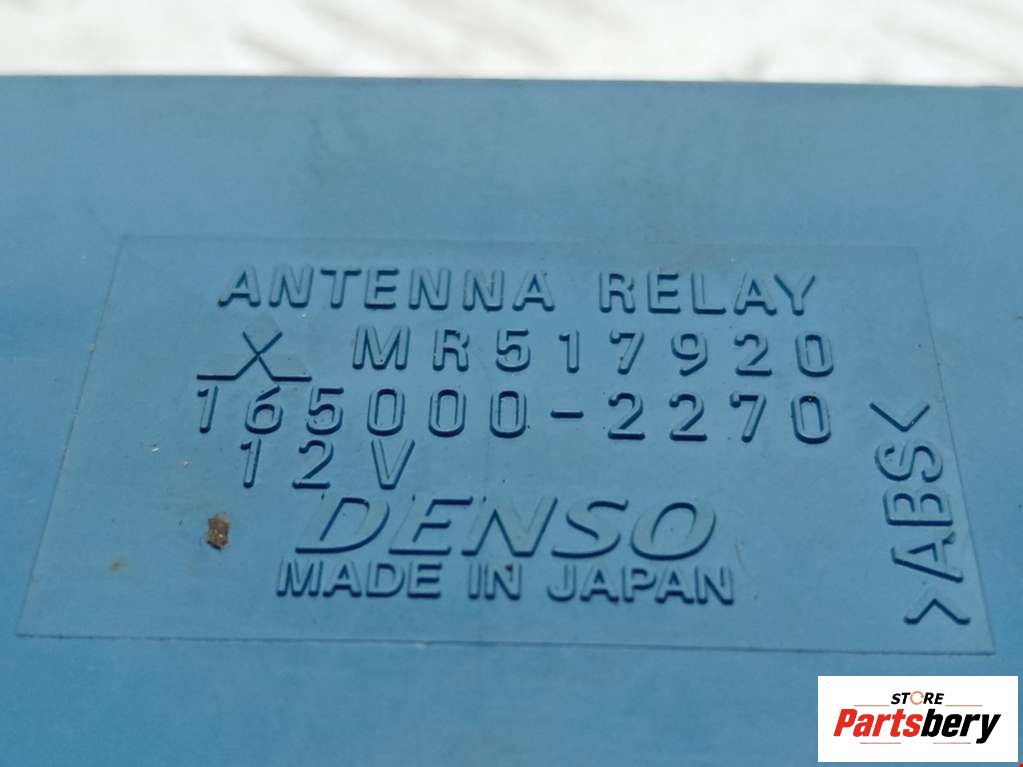 ANTENNA RELAY
X MR517920
165000-2270
12V
DENSO
MADE IN JAPAN
>ABS<
STORE
Partsbery